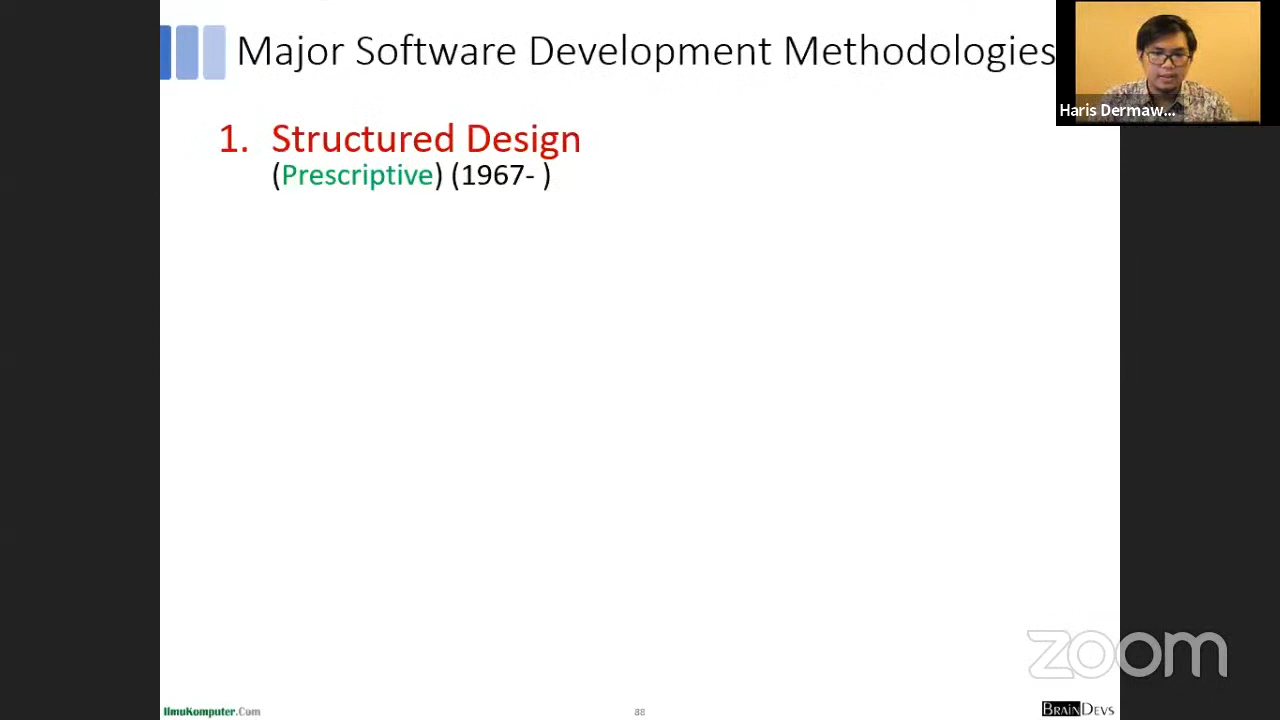 Major Software Development Methodologies
Haris Dermaw...
1. Structured Design
(Prescriptive) (1967- )
zoom
IlmuKomputer.Com
88
BRAINDEVS